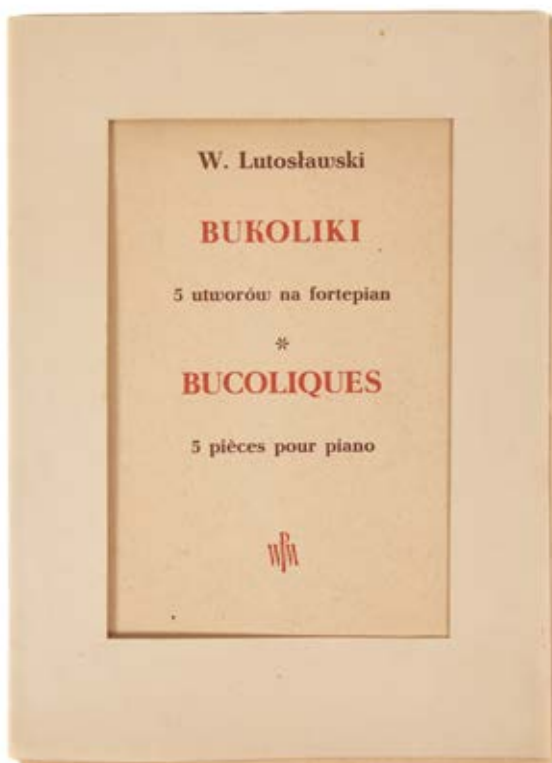 W. Lutosławski
BUKOLIKI
5 utworów na fortepian
*
BUCOLIQUES
5 pièces pour piano
PWM